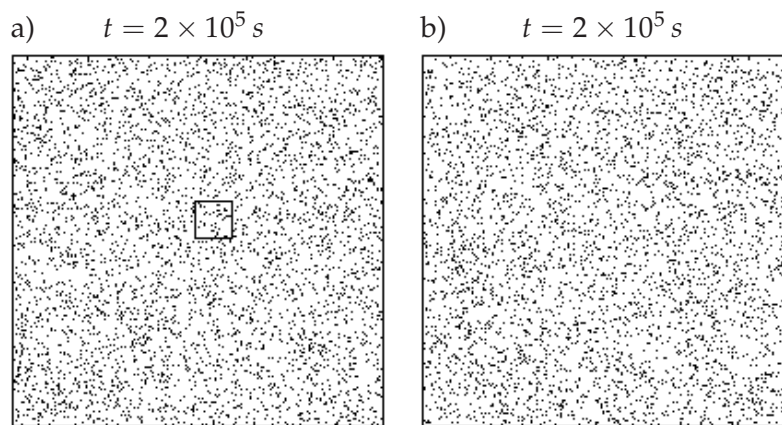 a) t = 2 × 10⁵ s
b) t = 2 × 10⁵ s